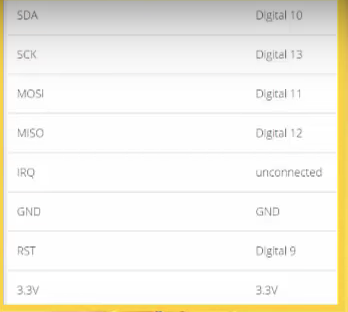 SDA Digital 10
SCK Digital 13
MOSI Digital 11
MISO Digital 12
IRQ unconnected
GND GND
RST Digital 9
3.3V 3.3V